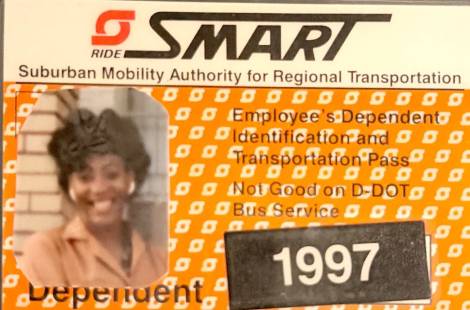 RIDE SMART
Suburban Mobility Authority for Regional Transportation
Employee's Dependent
Identification and
Transportation Pass
Not Good on D-DOT
Bus Service
1997
Dependent